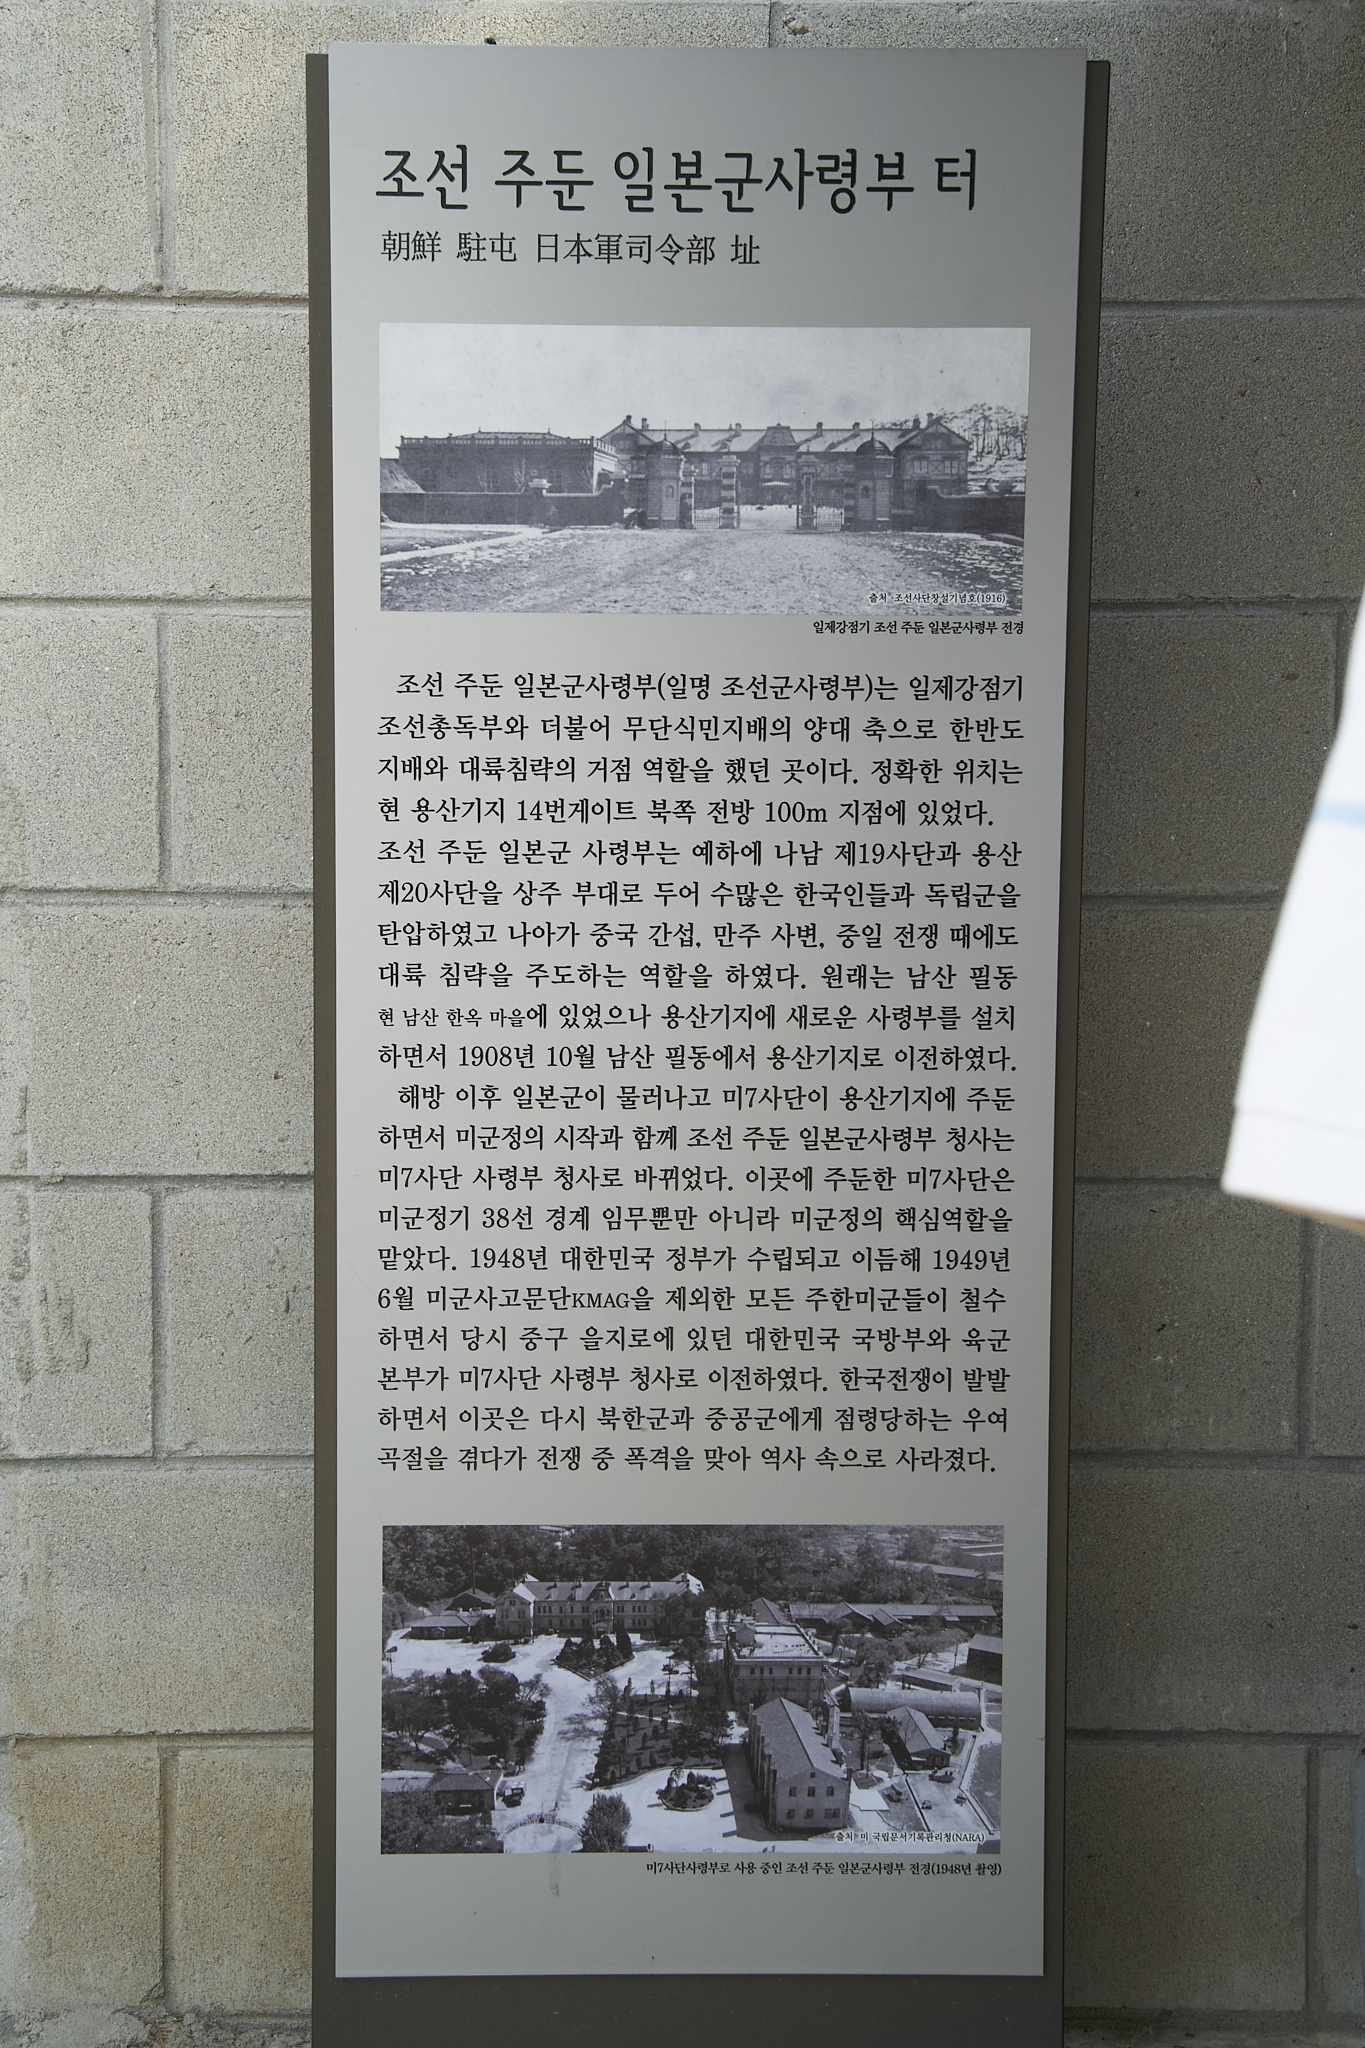 조선 주둔 일본군사령부 터
朝鮮 駐屯 日本軍司令部 址
출처 조선사단창설기념호(1916)
일제강점기 조선 주둔 일본군사령부 전경
조선 주둔 일본군사령부(일명 조선군사령부)는 일제강점기
조선총독부와 더불어 무단식민지배의 양대 축으로 한반도
지배와 대륙침략의 거점 역할을 했던 곳이다. 정확한 위치는
현 용산기지 14번게이트 북쪽 전방 100m 지점에 있었다.
조선 주둔 일본군 사령부는 예하에 나남 제19사단과 용산
제20사단을 상주 부대로 두어 수많은 한국인들과 독립군을
탄압하였고 나아가 중국 간섭, 만주 사변, 중일 전쟁 때에도
대륙 침략을 주도하는 역할을 하였다. 원래는 남산 필동
현 남산 한옥 마을에 있었으나 용산기지에 새로운 사령부를 설치
하면서 1908년 10월 남산 필동에서 용산기지로 이전하였다.
해방 이후 일본군이 물러나고 미7사단이 용산기지에 주둔
하면서 미군정의 시작과 함께 조선 주둔 일본군사령부 청사는
미7사단 사령부 청사로 바뀌었다. 이곳에 주둔한 미7사단은
미군정기 38선 경계 임무뿐만 아니라 미군정의 핵심역할을
맡았다. 1948년 대한민국 정부가 수립되고 이듬해 1949년
6월 미군사고문단KMAG을 제외한 모든 주한미군들이 철수
하면서 당시 중구 을지로에 있던 대한민국 국방부와 육군
본부가 미7사단 사령부 청사로 이전하였다. 한국전쟁이 발발
하면서 이곳은 다시 북한군과 중공군에게 점령당하는 우여
곡절을 겪다가 전쟁 중 폭격을 맞아 역사 속으로 사라졌다.
출처 미 국립문서기록관리청(NARA)
미7사단사령부로 사용 중인 조선 주둔 일본군사령부 전경(1948년 촬영)